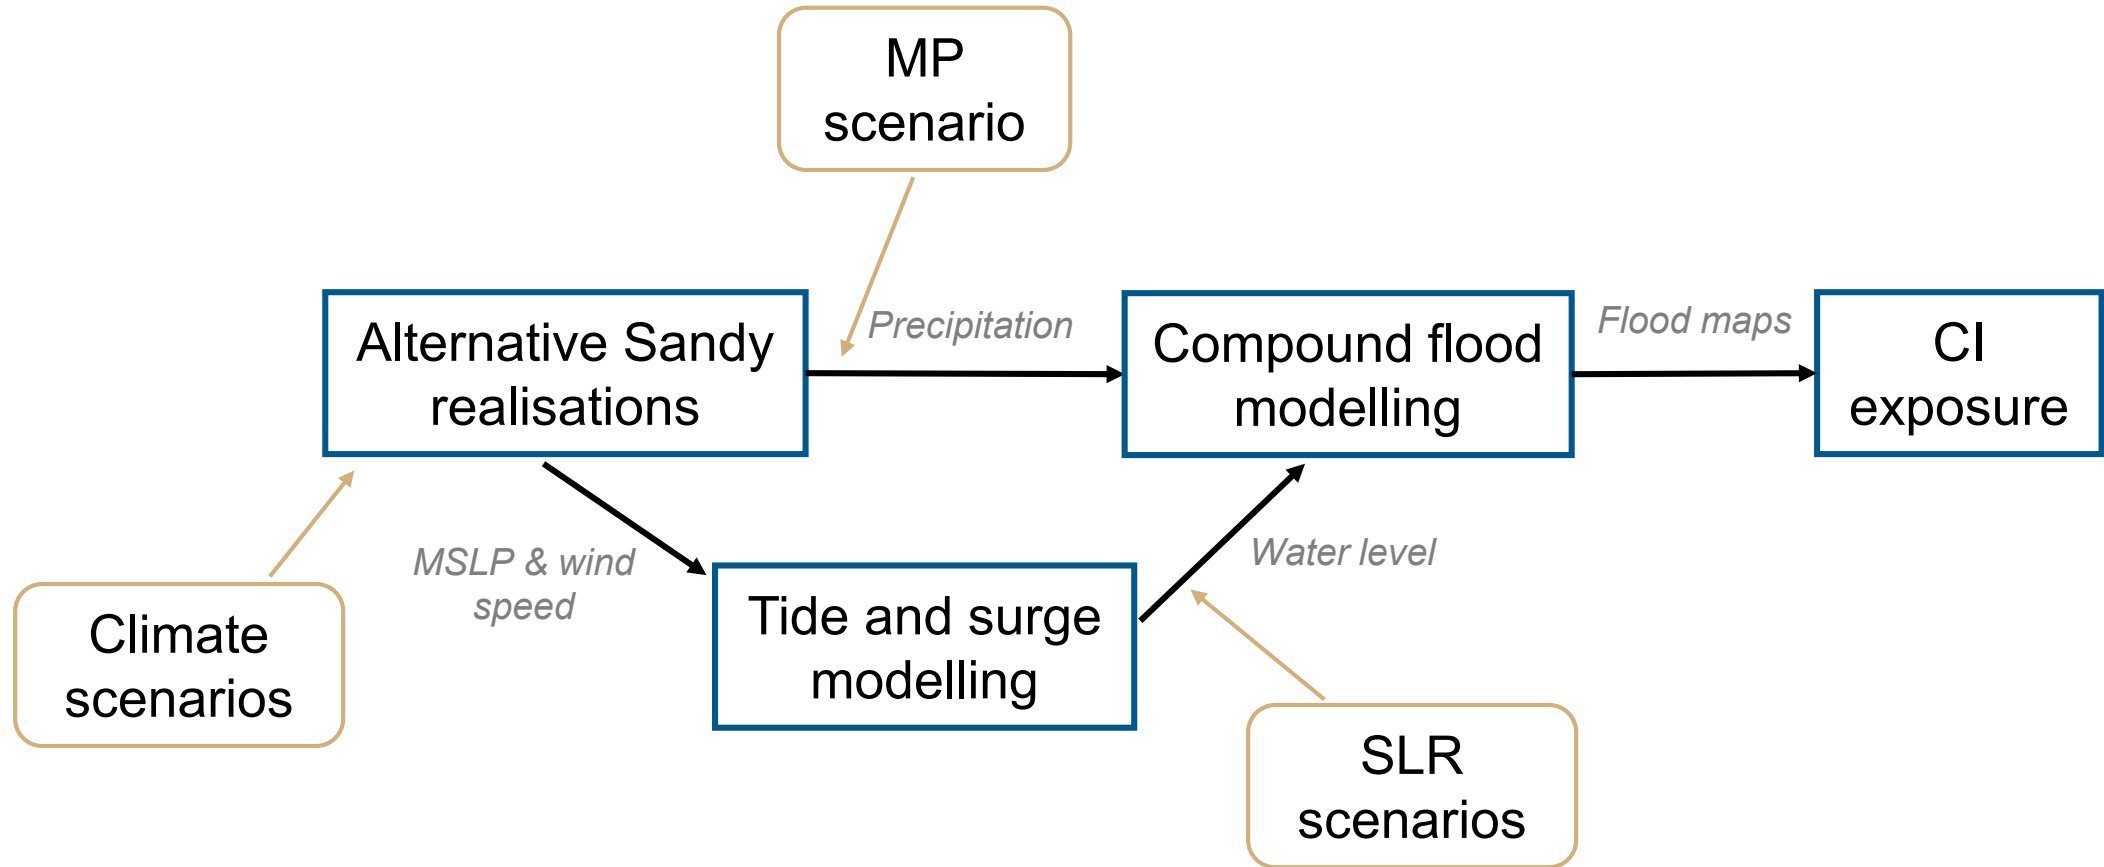 MP
scenario
Alternative Sandy
realisations
Precipitation
Compound flood
modelling
Flood maps
CI
exposure
MSLP & wind
speed
Water level
Climate
scenarios
Tide and surge
modelling
SLR
scenarios